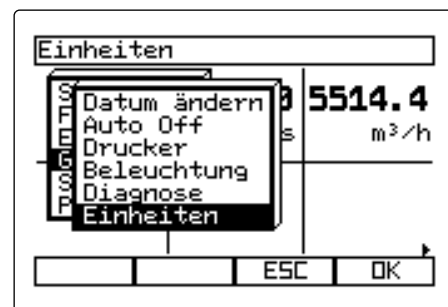 Einheiten
Datum ändern
Auto Off
Drucker
Beleuchtung
Diagnose
Einheiten
5514.4
m³/h
ESC
OK